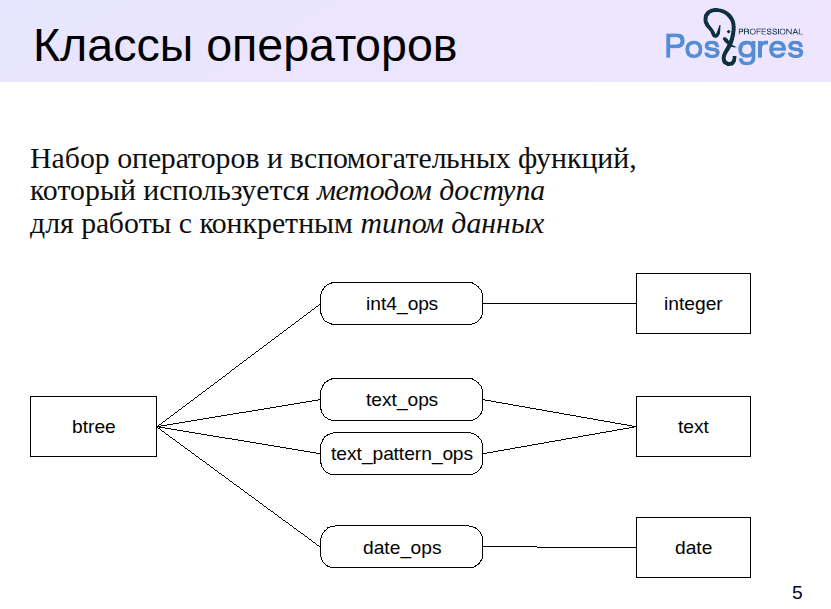 Классы операторов
PROFESSIONAL
Postgres
Набор операторов и вспомогательных функций,
который используется методом доступа
для работы с конкретным типом данных
int4_ops
integer
text_ops
btree
text
text_pattern_ops
date_ops
date
5